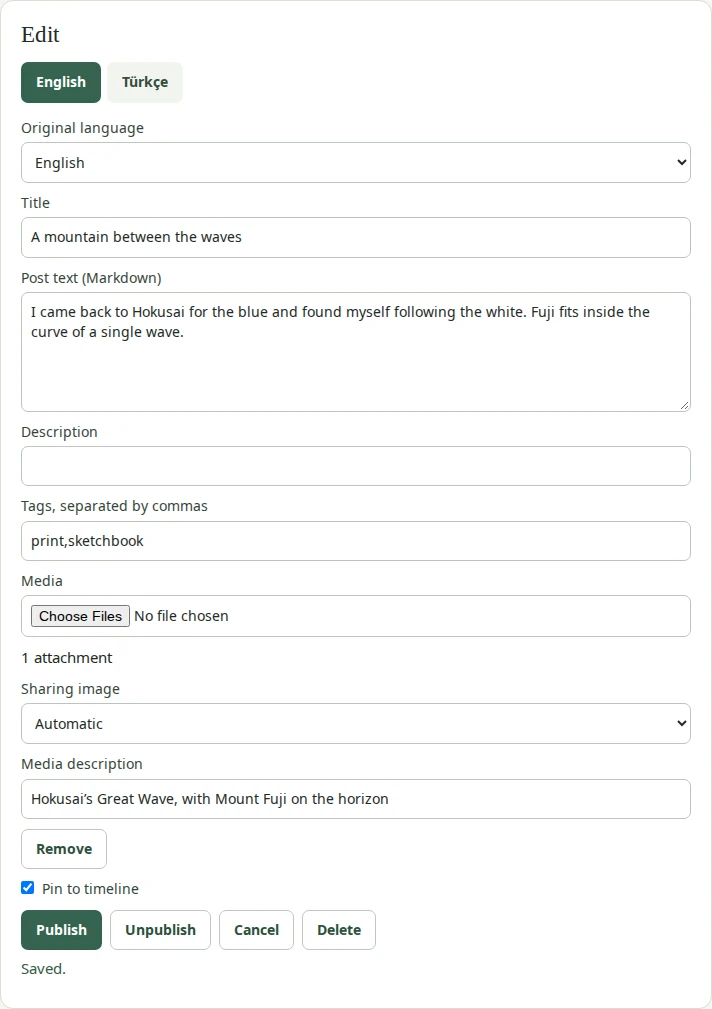 Edit
English
Türkçe
Original language
English
Title
A mountain between the waves
Post text (Markdown)
I came back to Hokusai for the blue and found myself following the white. Fuji fits inside the
curve of a single wave.
Description
Tags, separated by commas
print,sketchbook
Media
Choose Files No file chosen
1 attachment
Sharing image
Automatic
Media description
Hokusai’s Great Wave, with Mount Fuji on the horizon
Remove
Pin to timeline
Publish
Unpublish
Cancel
Delete
Saved.